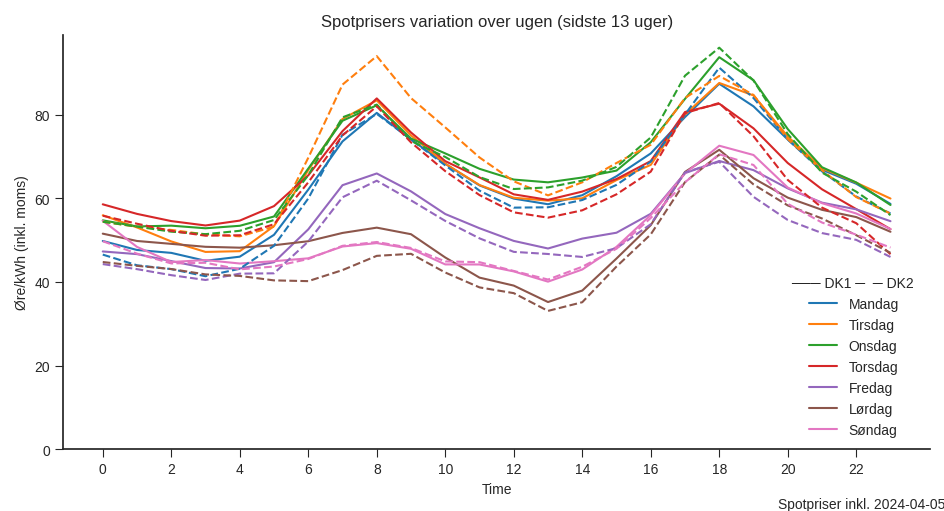 Spotprisers variation over ugen (sidste 13 uger)
Øre/kWh (inkl. moms)
80
60
40
20
0
0 2 4 6 8 10 12 14 16 18 20 22
Time
DK1 DK2
Mandag
Tirsdag
Onsdag
Torsdag
Fredag
Lørdag
Søndag
Spotpriser inkl. 2024-04-05